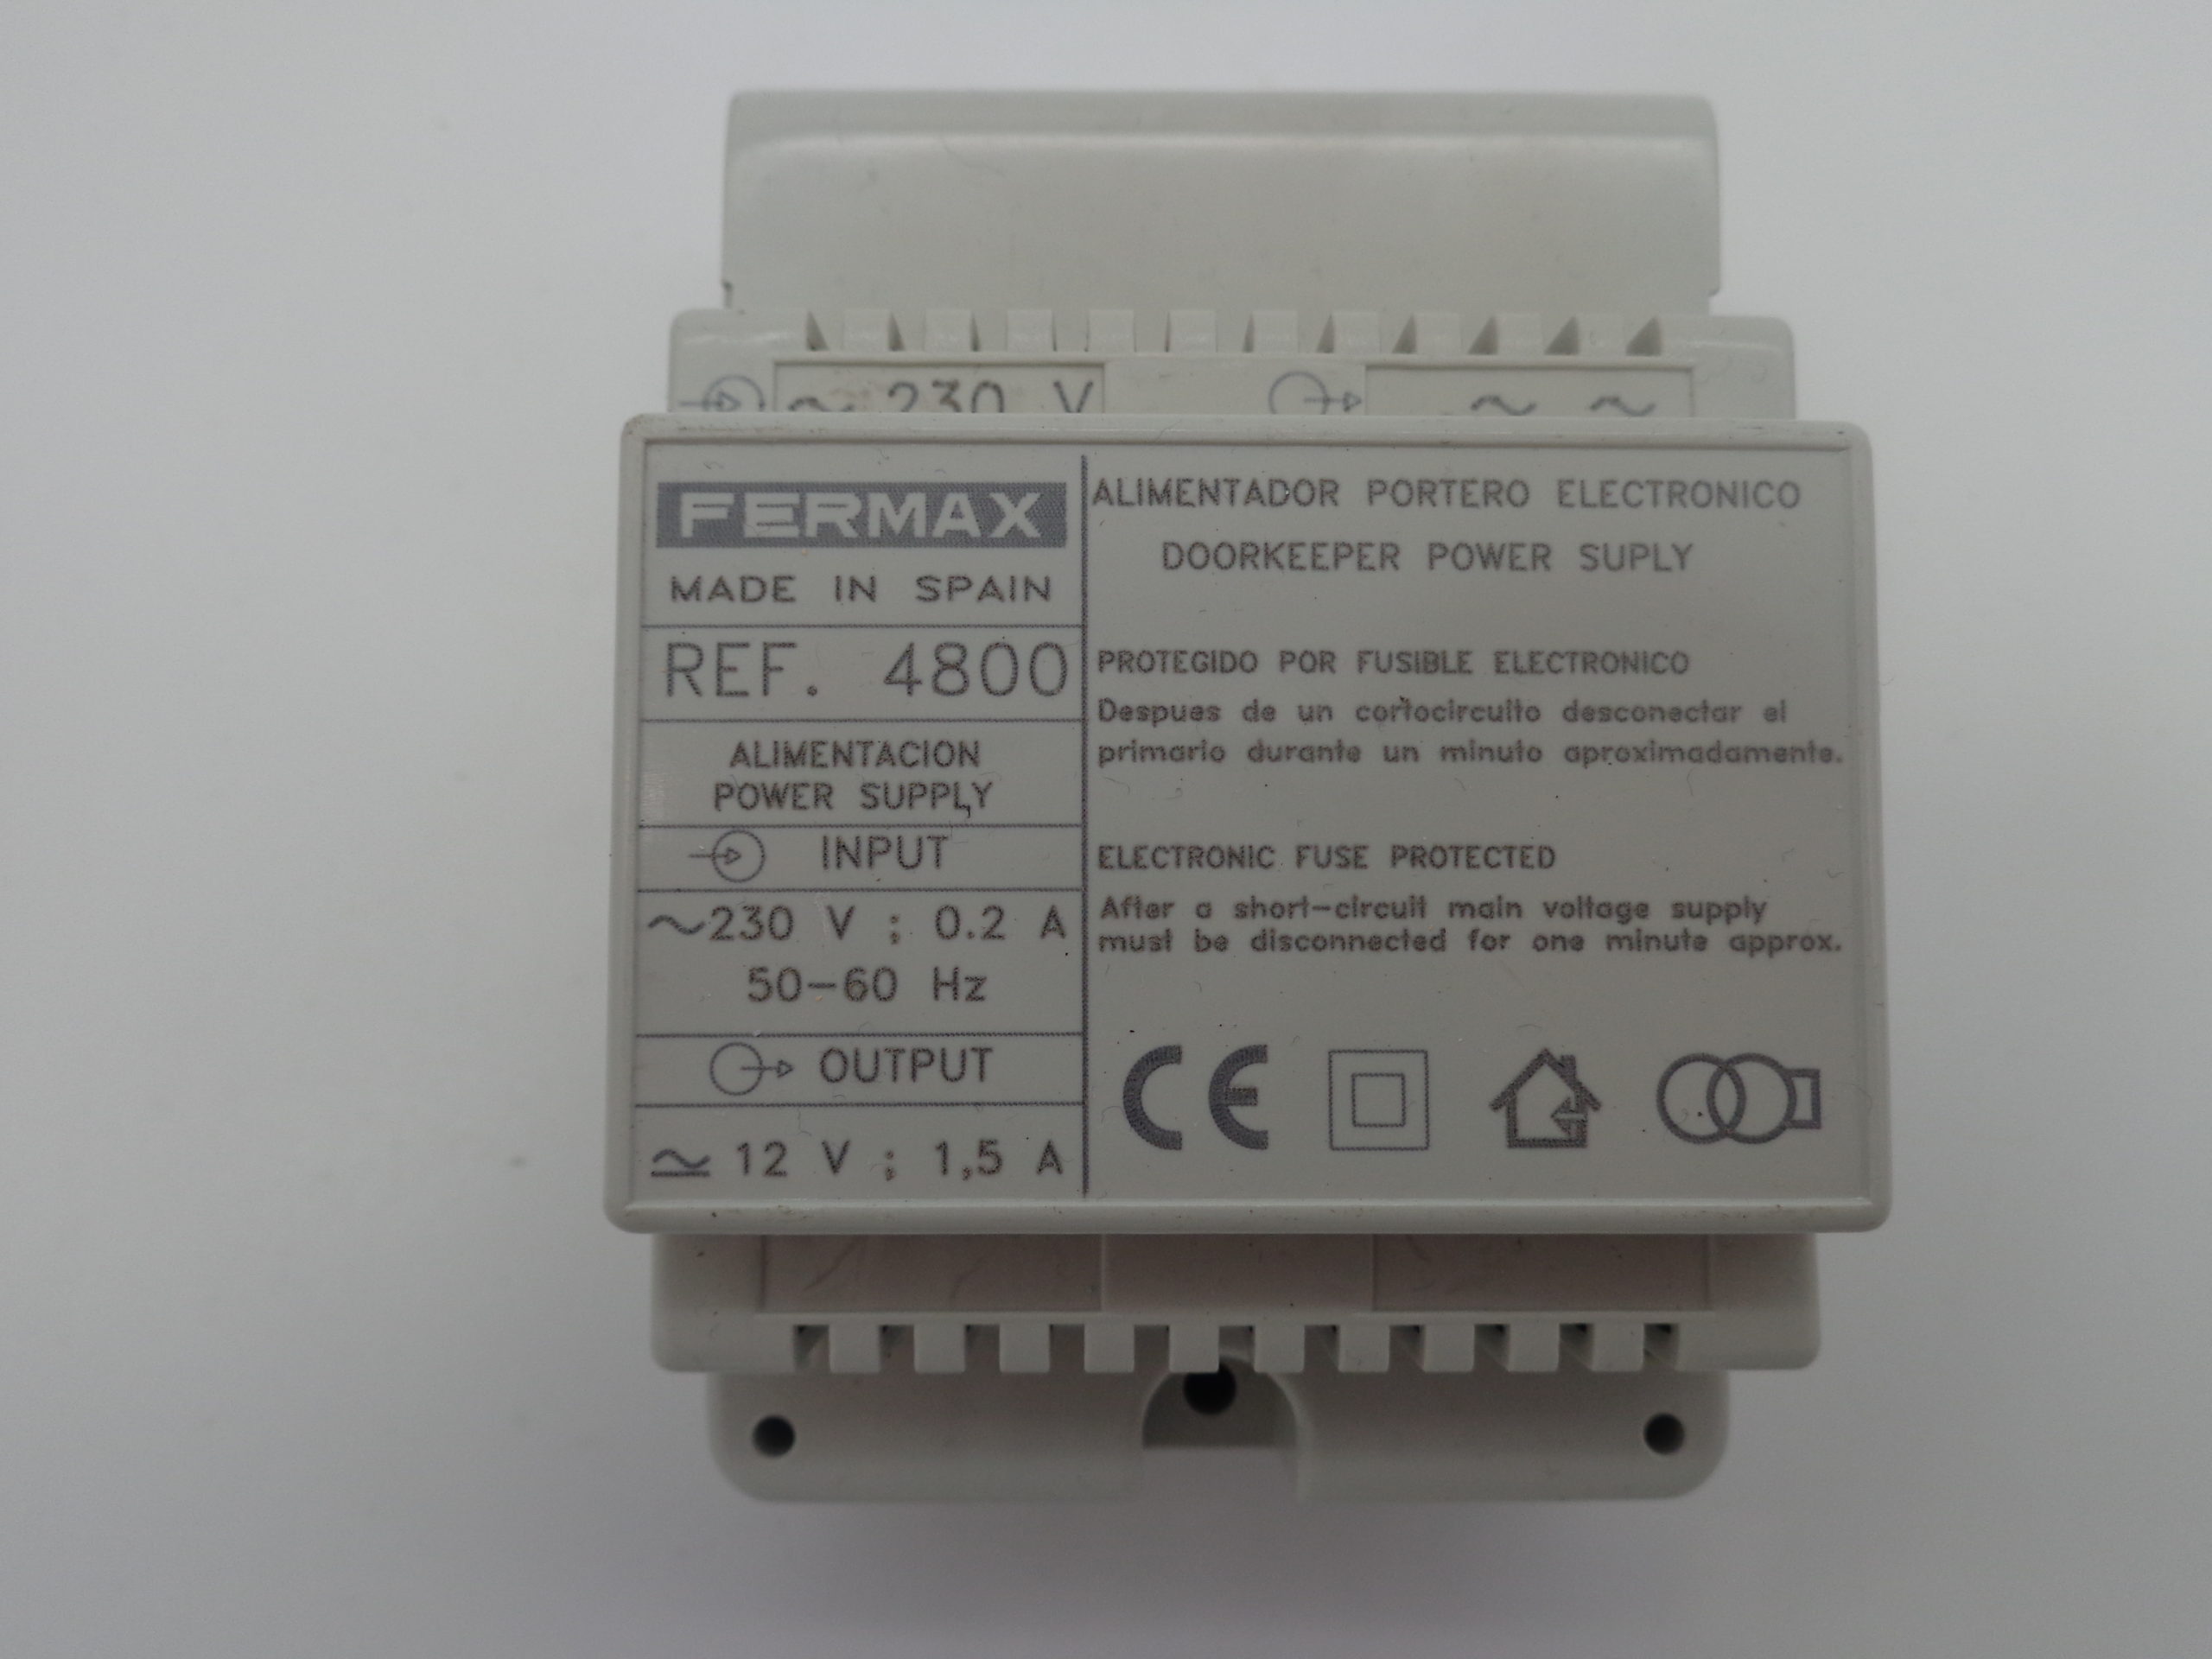 ~ 230 V
~ ~
FERMAX
MADE IN SPAIN
REF. 4800
ALIMENTACION
POWER SUPPLY
INPUT
~230 V ; 0.2 A
50-60 Hz
OUTPUT
≃ 12 V ; 1,5 A
ALIMENTADOR PORTERO ELECTRONICO
DOORKEEPER POWER SUPLY
PROTEGIDO POR FUSIBLE ELECTRONICO
Despues de un cortocircuito desconectar el
primario durante un minuto aproximadamente.
ELECTRONIC FUSE PROTECTED
After a short-circuit main voltage supply
must be disconnected for one minute approx.
CE